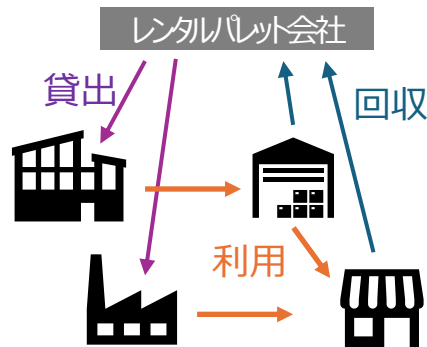 レンタルパレット会社
貸出
回収
利用